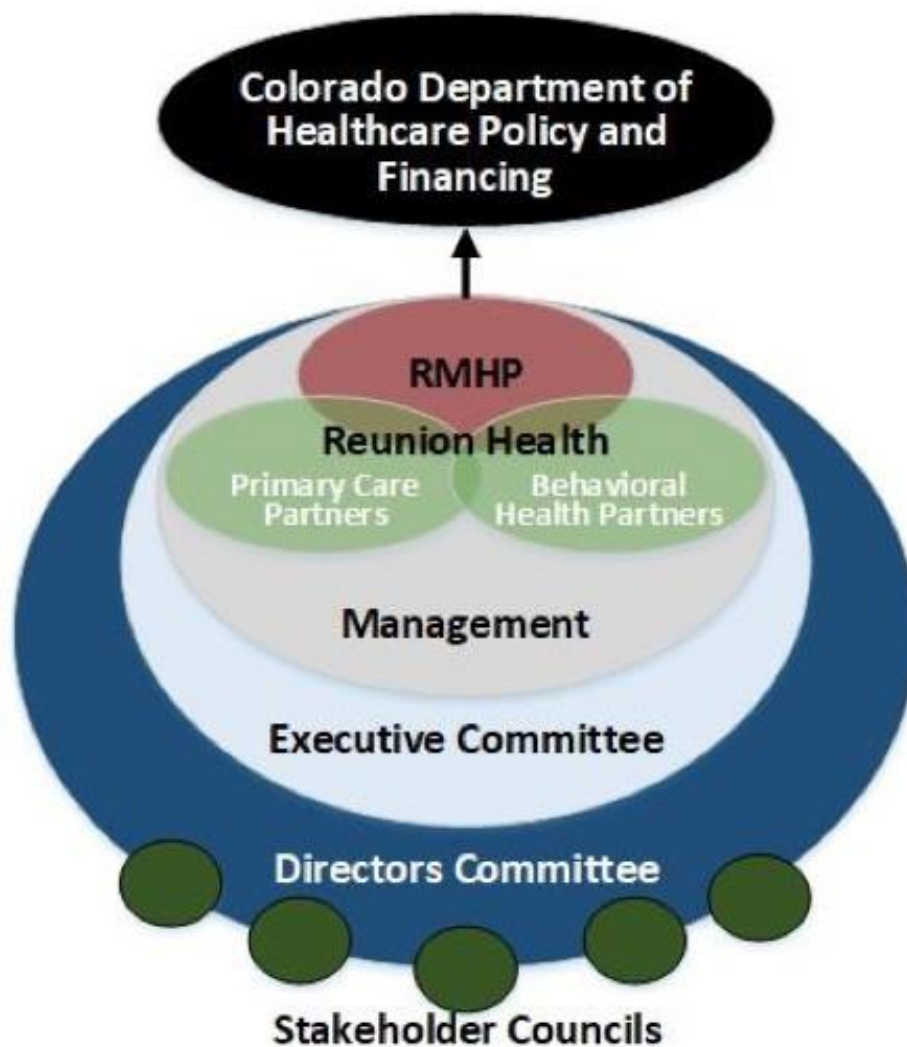 Colorado Department of
Healthcare Policy and
Financing
RMHP
Reunion Health
Primary Care
Partners
Behavioral
Health Partners
Management
Executive Committee
Directors Committee
Stakeholder Councils